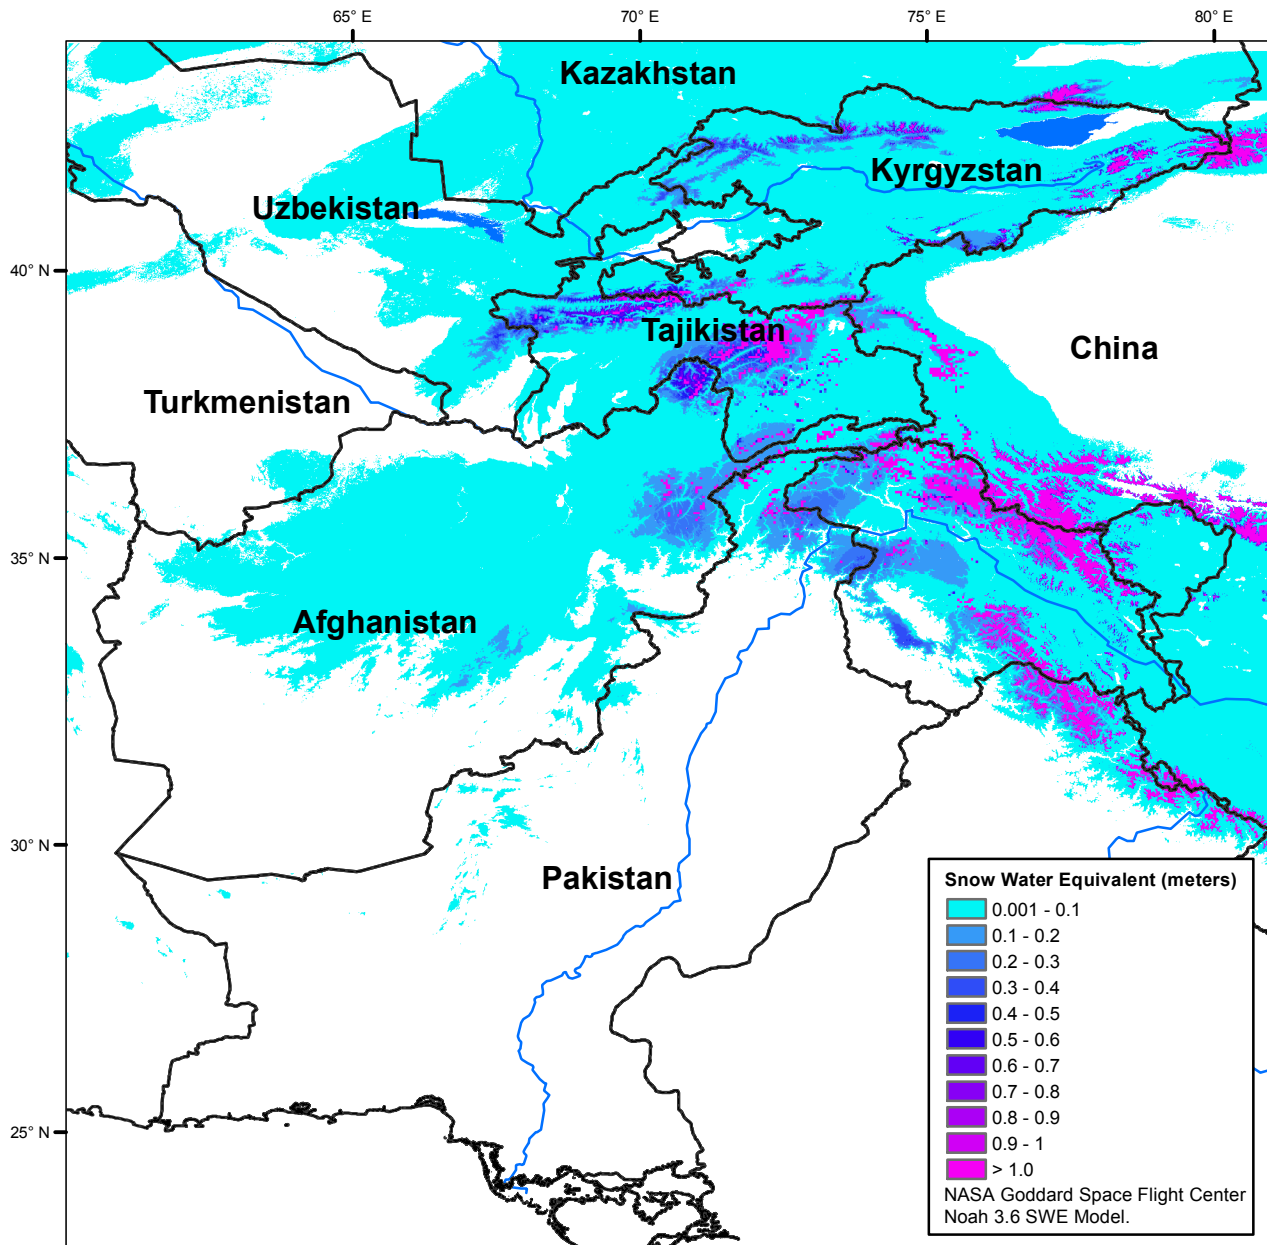 65° E
70° E
75° E
80° E
Kazakhstan
Kyrgyzstan
Uzbekistan
40° N
Tajikistan
China
Turkmenistan
35° N
Afghanistan
30° N
Pakistan
25° N
Snow Water Equivalent (meters)
0.001 - 0.1
0.1 - 0.2
0.2 - 0.3
0.3 - 0.4
0.4 - 0.5
0.5 - 0.6
0.6 - 0.7
0.7 - 0.8
0.8 - 0.9
0.9 - 1
> 1.0
NASA Goddard Space Flight Center
Noah 3.6 SWE Model.